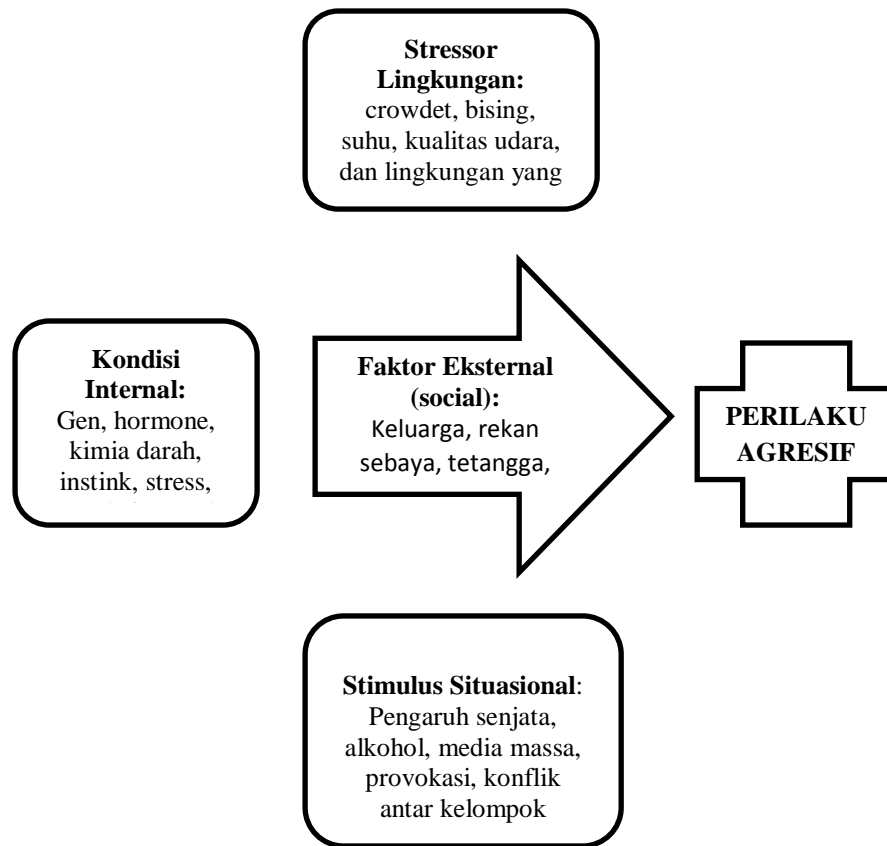 Stressor
Lingkungan:
crowdet, bising,
suhu, kualitas udara,
dan lingkungan yang
Kondisi
Internal:
Gen, hormone,
kimia darah,
instink, stress,
Faktor Eksternal
(social):
Keluarga, rekan
sebaya, tetangga,
PERILAKU
AGRESIF
Stimulus Situasional:
Pengaruh senjata,
alkohol, media massa,
provokasi, konflik
antar kelompok